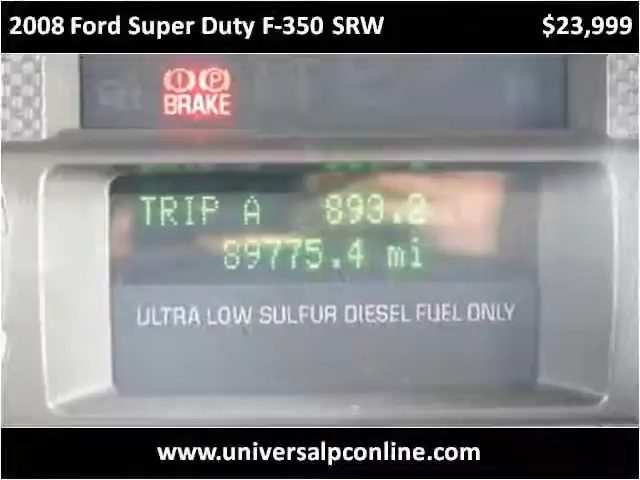 2008 Ford Super Duty F-350 SRW $23,999
BRAKE
TRIP A 893.2
89775.4 mi
ULTRA LOW SULFUR DIESEL FUEL ONLY
www.universalpconline.com